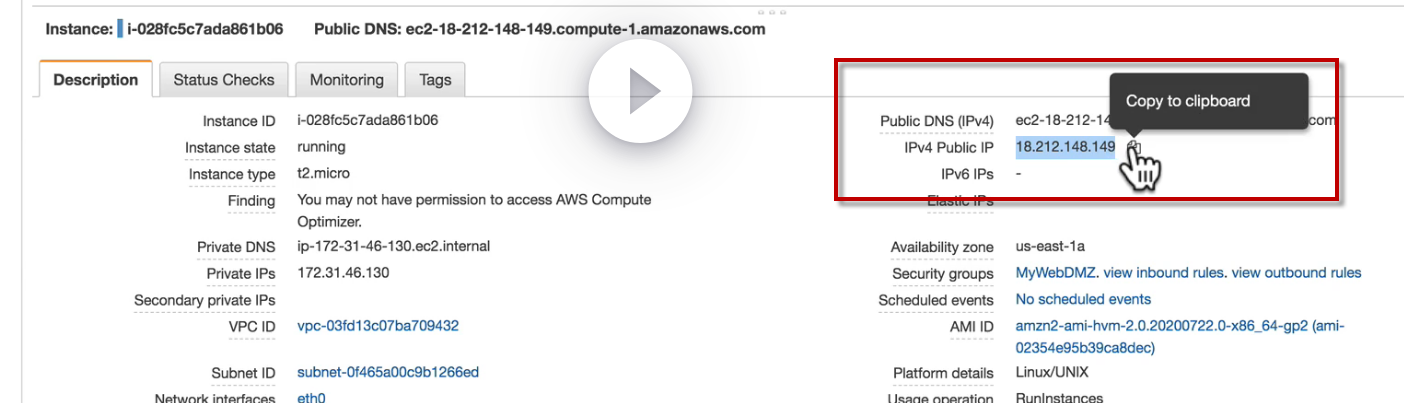 Instance: i-028fc5c7ada861b06 Public DNS: ec2-18-212-148-149.compute-1.amazonaws.com
Description Status Checks Monitoring Tags
Copy to clipboard
Instance ID i-028fc5c7ada861b06 Public DNS (IPv4) ec2-18-212-14 com
Instance state running IPv4 Public IP 18.212.148.149
Instance type t2.micro IPv6 IPs -
Finding You may not have permission to access AWS Compute Elastic IPs
Optimizer.
Private DNS ip-172-31-46-130.ec2.internal Availability zone us-east-1a
Private IPs 172.31.46.130 Security groups MyWebDMZ. view inbound rules. view outbound rules
Secondary private IPs Scheduled events No scheduled events
VPC ID vpc-03fd13c07ba709432 AMI ID amzn2-ami-hvm-2.0.20200722.0-x86_64-gp2 (ami-
02354e95b39ca8dec)
Subnet ID subnet-0f465a00c9b1266ed Platform details Linux/UNIX
Network interfaces eth0 Usage operation RunInstances